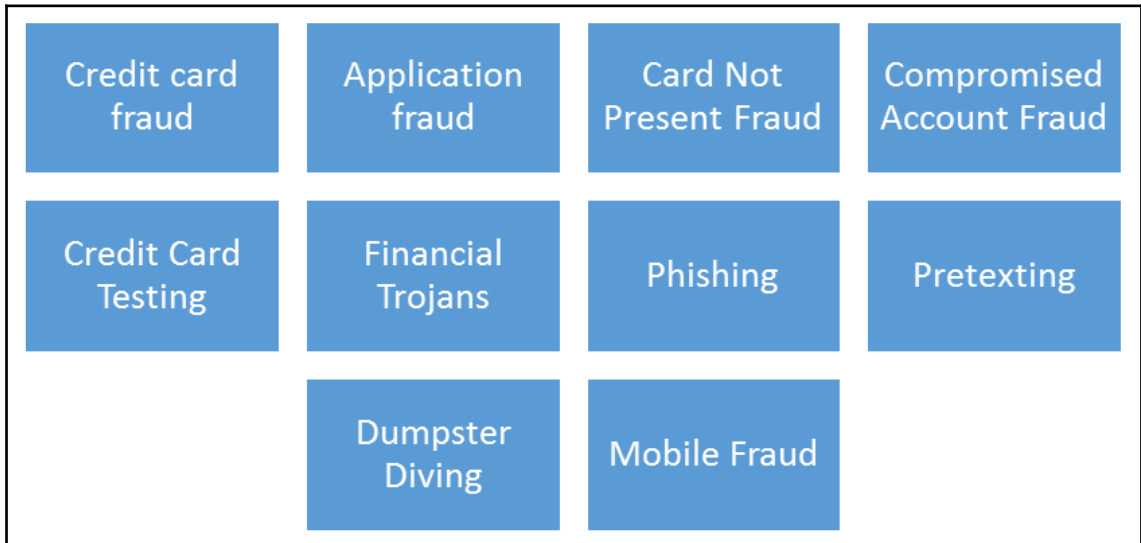 Credit card
fraud
Application
fraud
Card Not
Present Fraud
Compromised
Account Fraud
Credit Card
Testing
Financial
Trojans
Phishing
Pretexting
Dumpster
Diving
Mobile Fraud